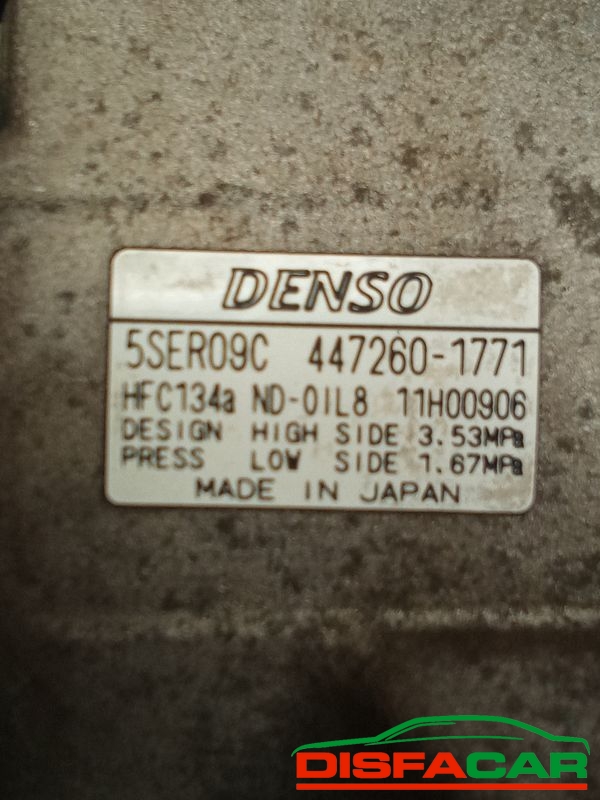 DENSO
5SER09C 447260-1771
HFC134a ND-OIL8 11H00906
DESIGN HIGH SIDE 3.53MPa
PRESS LOW SIDE 1.67MPa
MADE IN JAPAN
DISFACAR